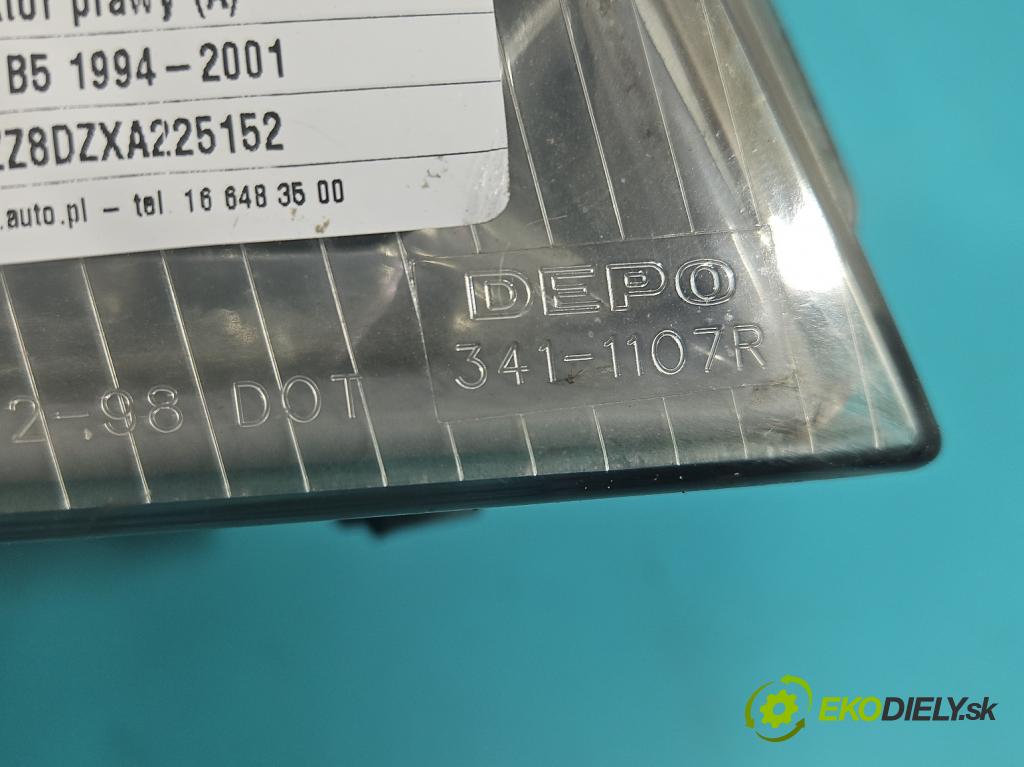 prawy (A)
B5 1994-2001
Z8DZXA225152
.auto.pl - tel. 16 648 35 00
DEPO
341-1107R
2-98 DOT
EKODIELY.sk